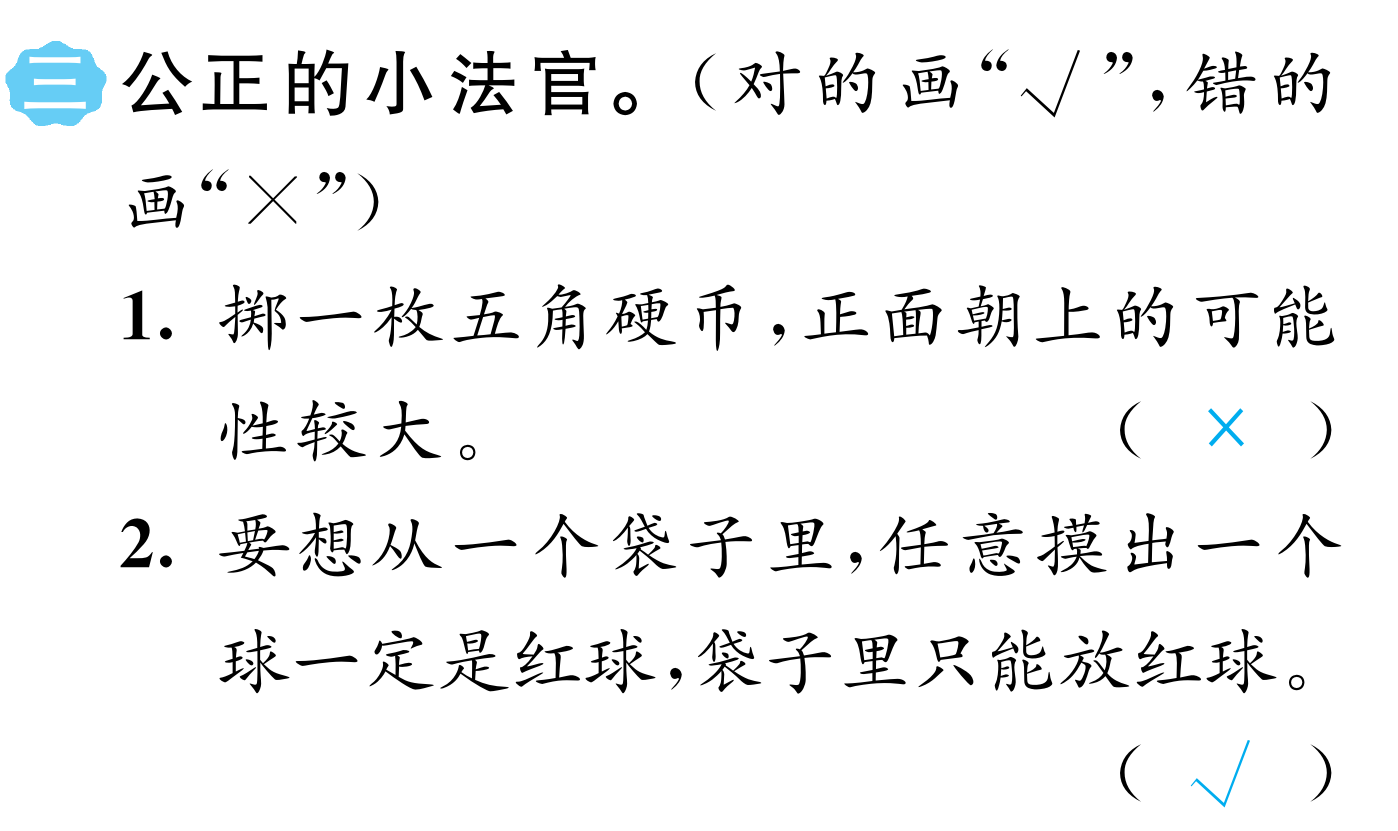 三 公正的小法官。(对的画“√”,错的
画“×”)
1. 掷一枚五角硬币,正面朝上的可能
性较大。 ( × )
2. 要想从一个袋子里,任意摸出一个
球一定是红球,袋子里只能放红球。
( √ )